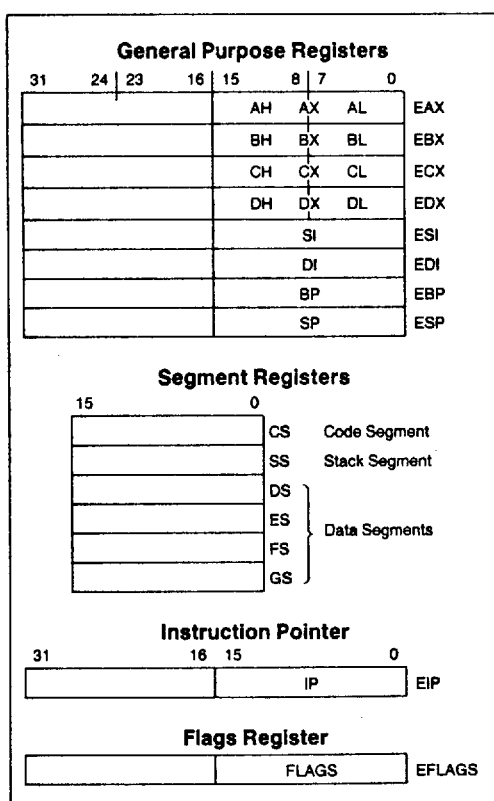 General Purpose Registers
31 24 23 16 15 8 7 0
AH AX AL EAX
BH BX BL EBX
CH CX CL ECX
DH DX DL EDX
SI ESI
DI EDI
BP EBP
SP ESP
Segment Registers
15 0
CS Code Segment
SS Stack Segment
DS
ES
Data Segments
FS
GS
Instruction Pointer
31 16 15 0
IP EIP
Flags Register
FLAGS EFLAGS